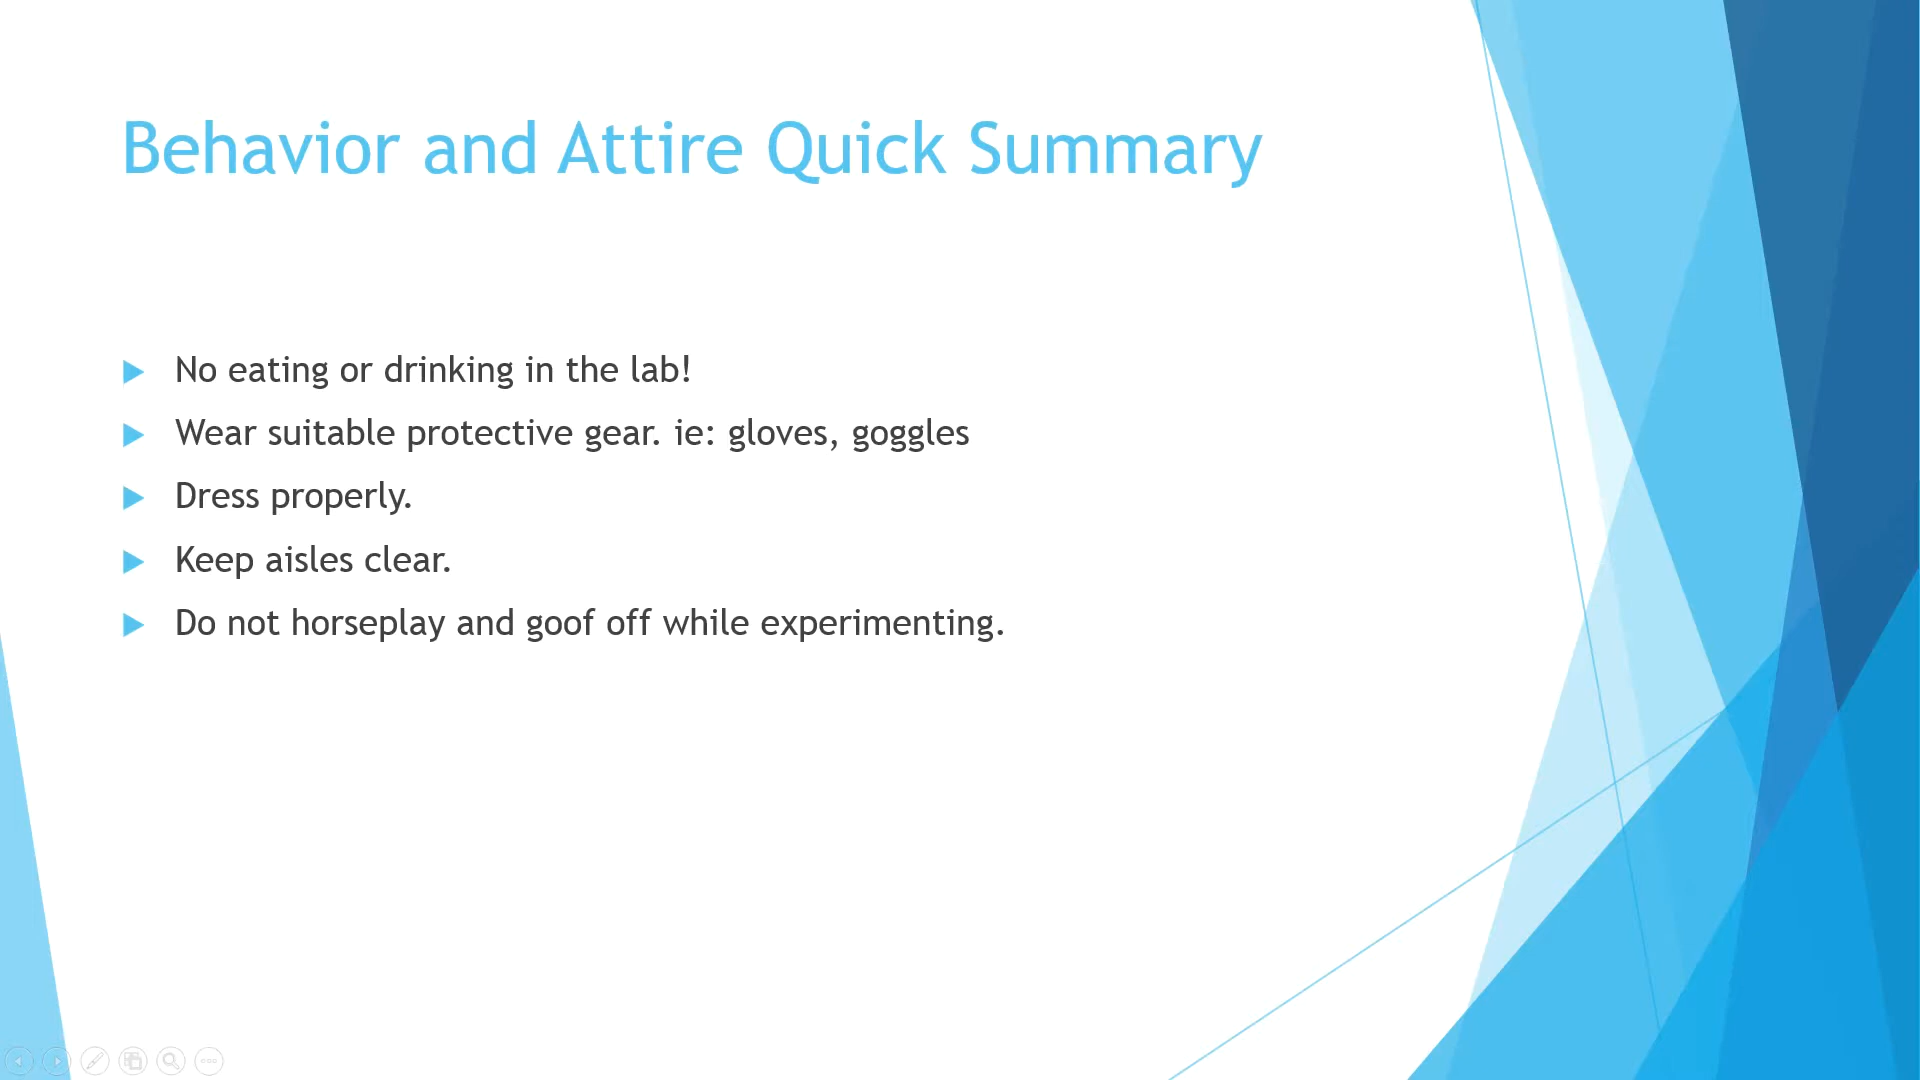 Behavior and Attire Quick Summary
No eating or drinking in the lab!
Wear suitable protective gear. ie: gloves, goggles
Dress properly.
Keep aisles clear.
Do not horseplay and goof off while experimenting.